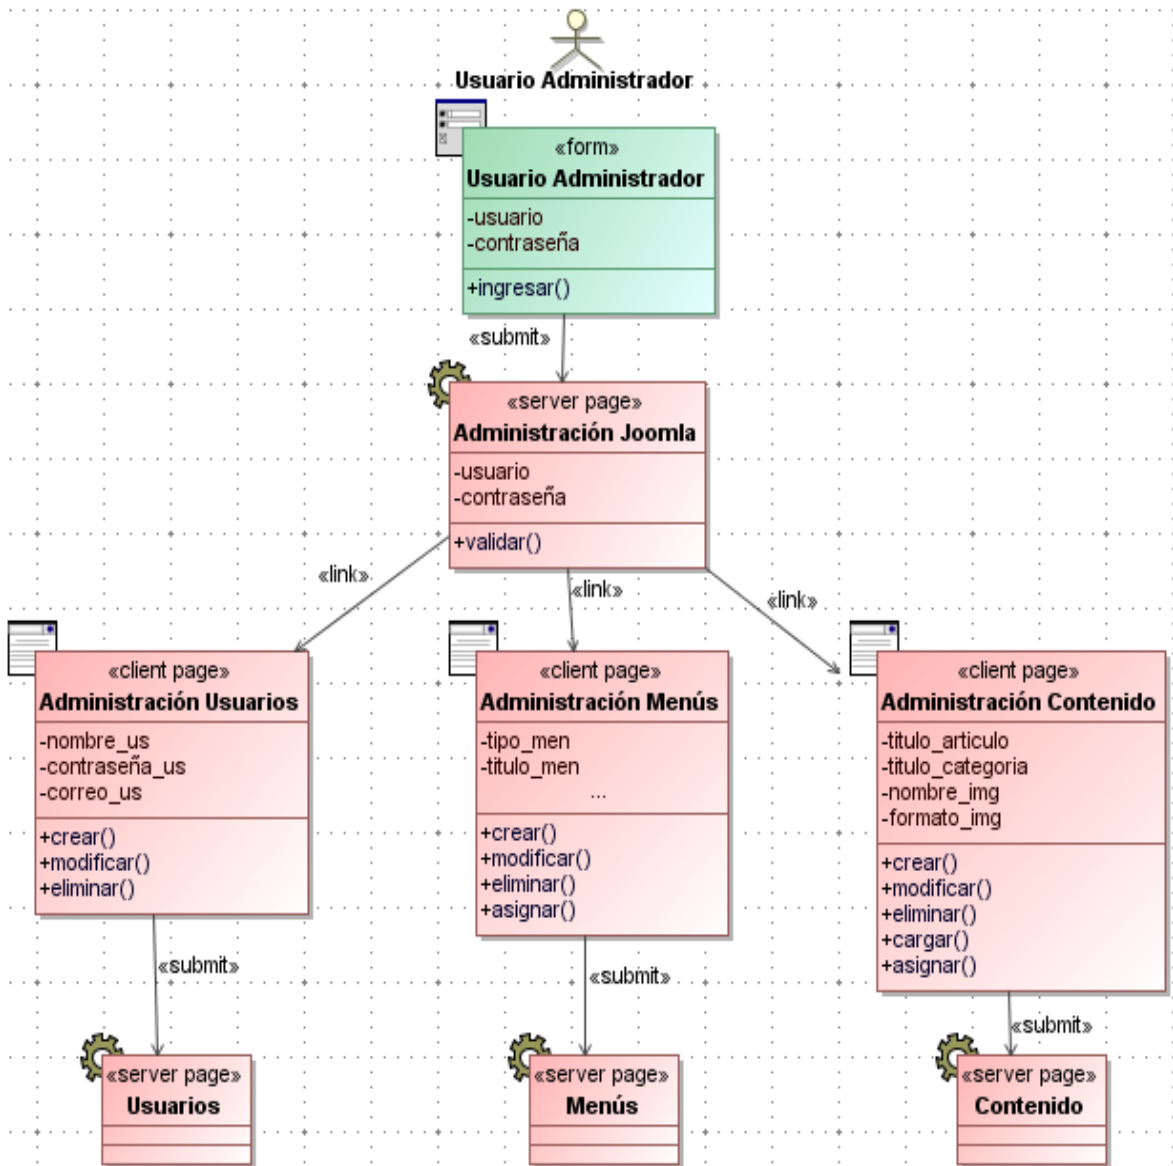 Usuario Administrador
«form»
Usuario Administrador
-usuario
-contraseña
+ingresar()
«submit»
«server page»
Administración Joomla
-usuario
-contraseña
+validar()
«link»
«link»
«link»
«client page»
Administración Usuarios
-nombre_us
-contraseña_us
-correo_us
+crear()
+modificar()
+eliminar()
«client page»
Administración Menús
-tipo_men
-titulo_men
...
+crear()
+modificar()
+eliminar()
+asignar()
«client page»
Administración Contenido
-titulo_articulo
-titulo_categoria
-nombre_img
-formato_img
+crear()
+modificar()
+eliminar()
+cargar()
+asignar()
«submit»
«submit»
«submit»
«server page»
Usuarios
«server page»
Menús
«server page»
Contenido